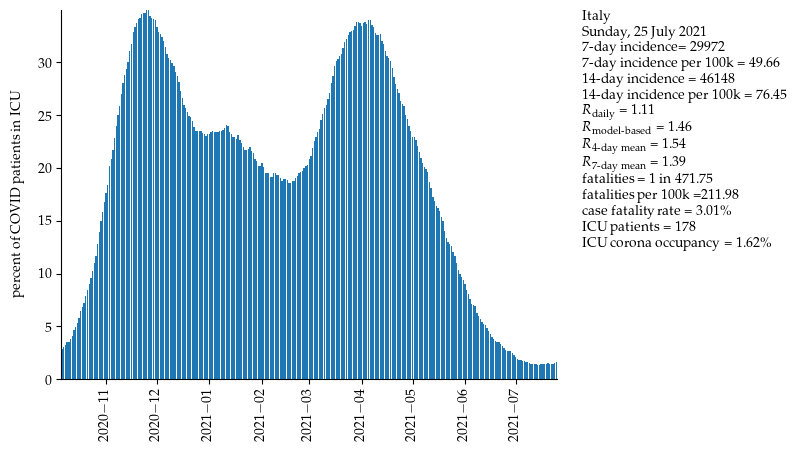 Italy
Sunday, 25 July 2021
7-day incidence= 29972
7-day incidence per 100k = 49.66
14-day incidence = 46148
14-day incidence per 100k = 76.45
R daily = 1.11
R model-based = 1.46
R 4-day mean = 1.54
R 7-day mean = 1.39
fatalities = 1 in 471.75
fatalities per 100k =211.98
case fatality rate = 3.01%
ICU patients = 178
ICU corona occupancy = 1.62%
percent of COVID patients in ICU
30
25
20
15
10
5
0
2020−11
2020−12
2021−01
2021−02
2021−03
2021−04
2021−05
2021−06
2021−07